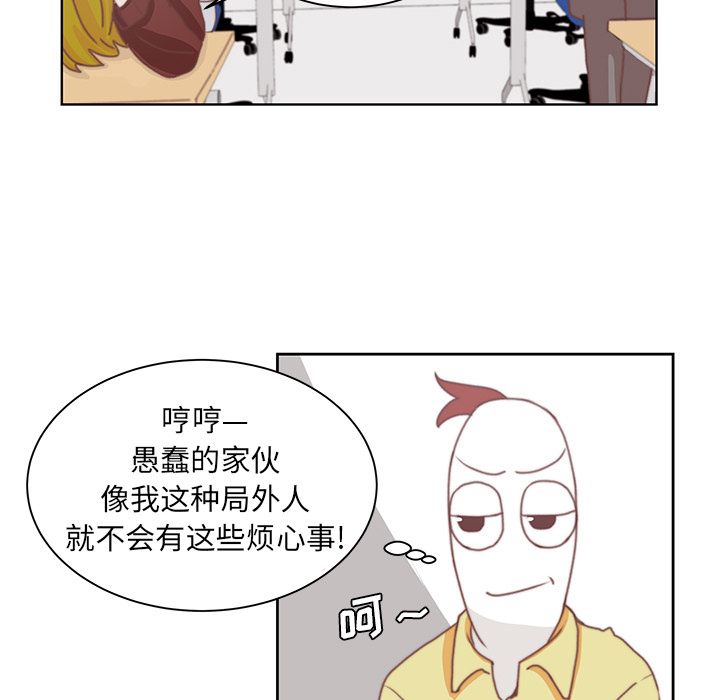 哼哼—
愚蠢的家伙
像我这种局外人
就不会有这些烦心事!
呵~